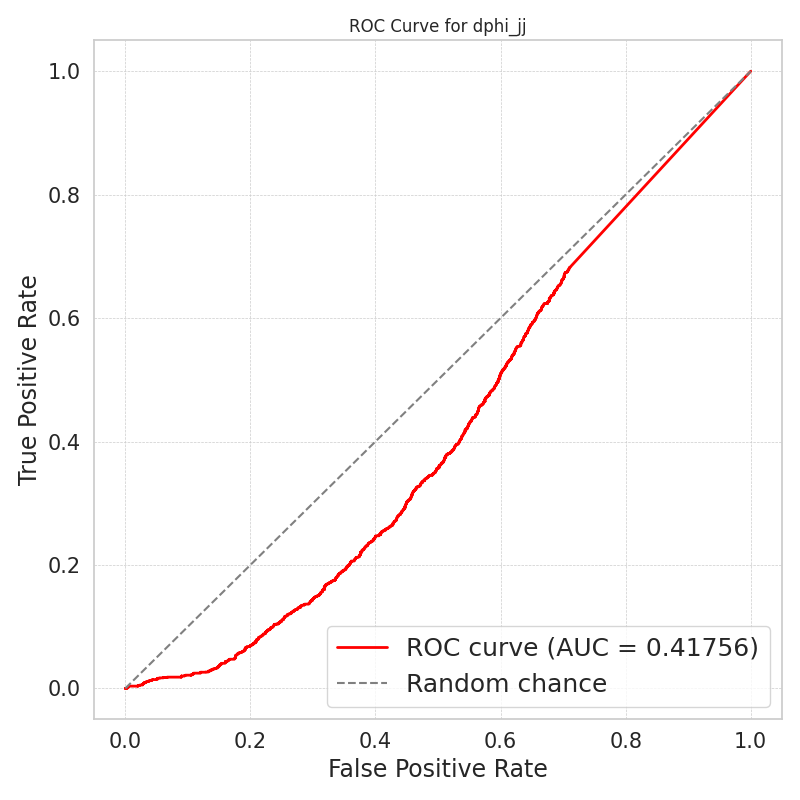 ROC Curve for dphi_jj
True Positive Rate
1.0
0.8
0.6
0.4
0.2
0.0
ROC curve (AUC = 0.41756)
Random chance
0.0 0.2 0.4 0.6 0.8 1.0
False Positive Rate